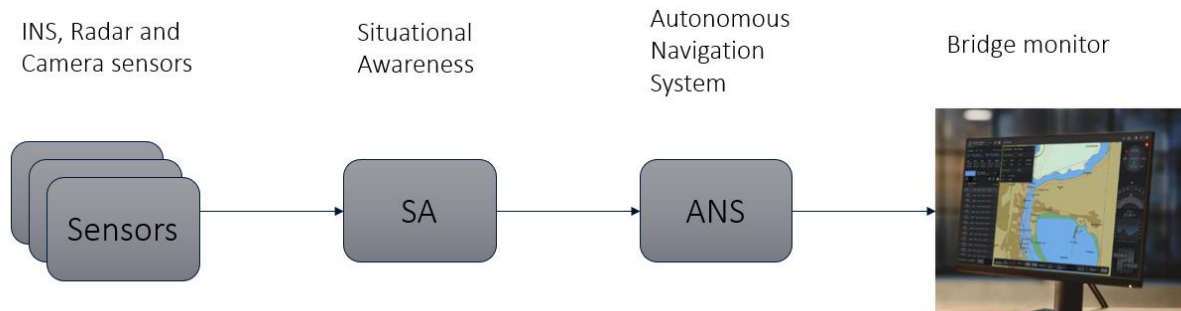 INS, Radar and
Camera sensors
Situational
Awareness
Autonomous
Navigation
System
Bridge monitor
Sensors
SA
ANS